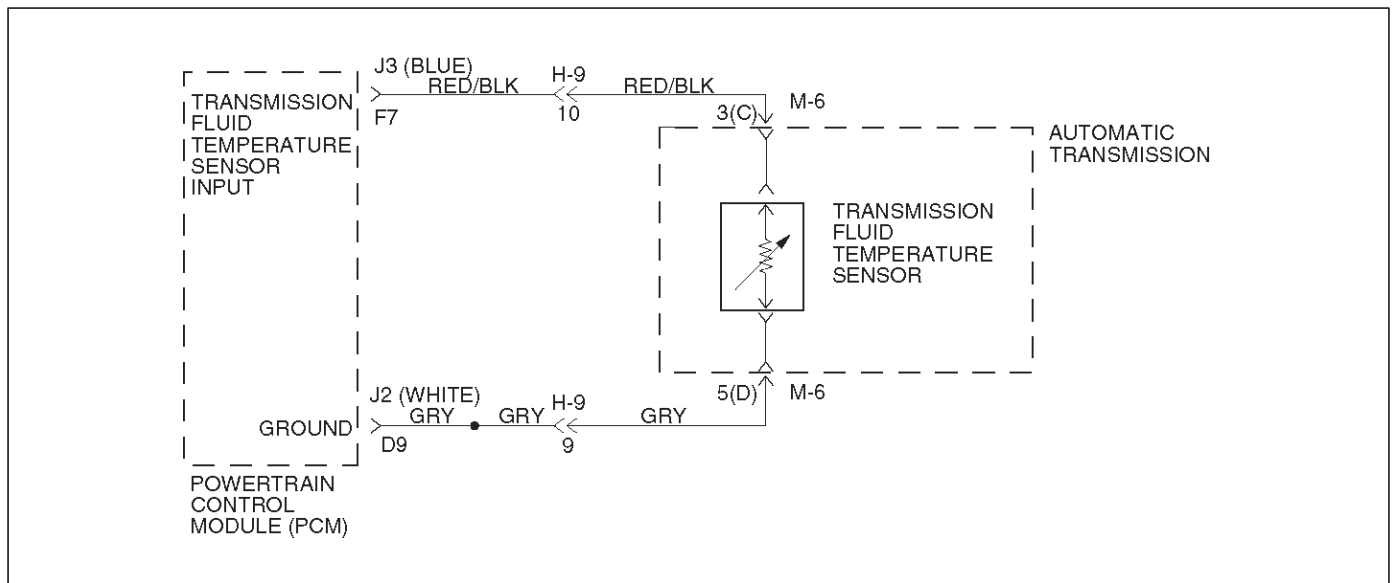 J3 (BLUE)
RED/BLK
H-9
RED/BLK
F7
10
3(C)
M-6
TRANSMISSION
FLUID
TEMPERATURE
SENSOR
INPUT
AUTOMATIC
TRANSMISSION
TRANSMISSION
FLUID
TEMPERATURE
SENSOR
J2 (WHITE)
GRY
GRY
H-9
GRY
5(D)
M-6
GROUND
D9
9
POWERTRAIN
CONTROL
MODULE (PCM)